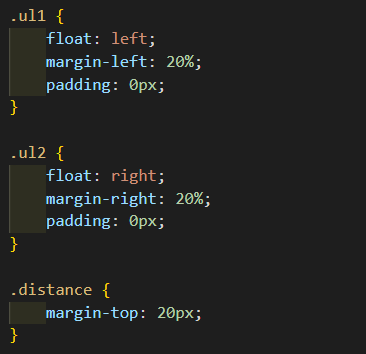 .ul1 {
    float: left;
    margin-left: 20%;
    padding: 0px;
}

.ul2 {
    float: right;
    margin-right: 20%;
    padding: 0px;
}

.distance {
    margin-top: 20px;
}